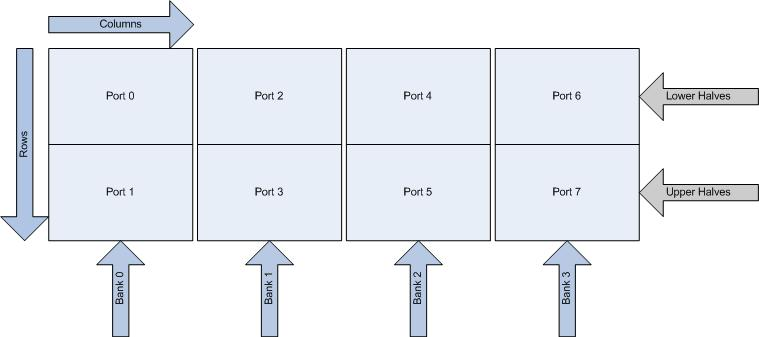 Columns
Rows
Port 0
Port 2
Port 4
Port 6
Lower Halves
Port 1
Port 3
Port 5
Port 7
Upper Halves
Bank 0
Bank 1
Bank 2
Bank 3